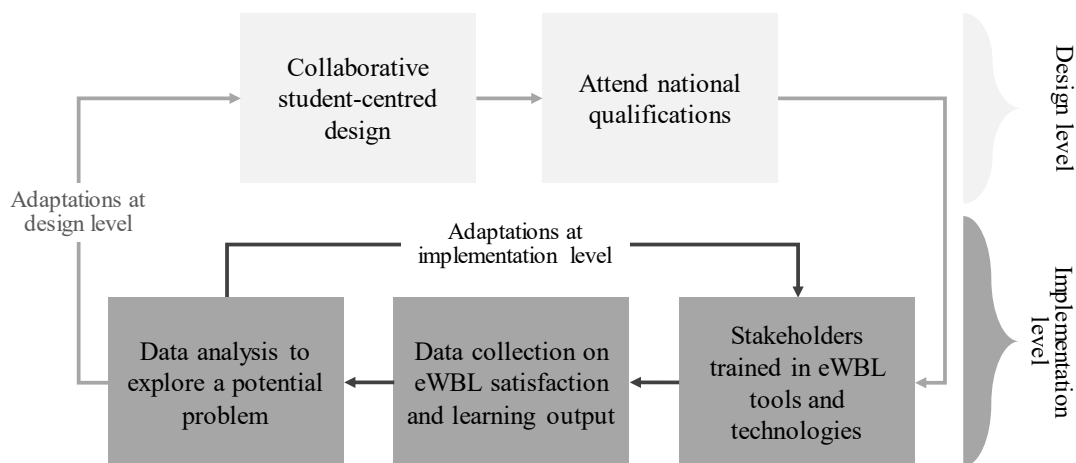 Collaborative
student-centred
design
Attend national
qualifications
Design level
Adaptations at
design level
Adaptations at
implementation level
Data analysis to
explore a potential
problem
Data collection on
eWBL satisfaction
and learning output
Stakeholders
trained in eWBL
tools and
technologies
Implementation
level